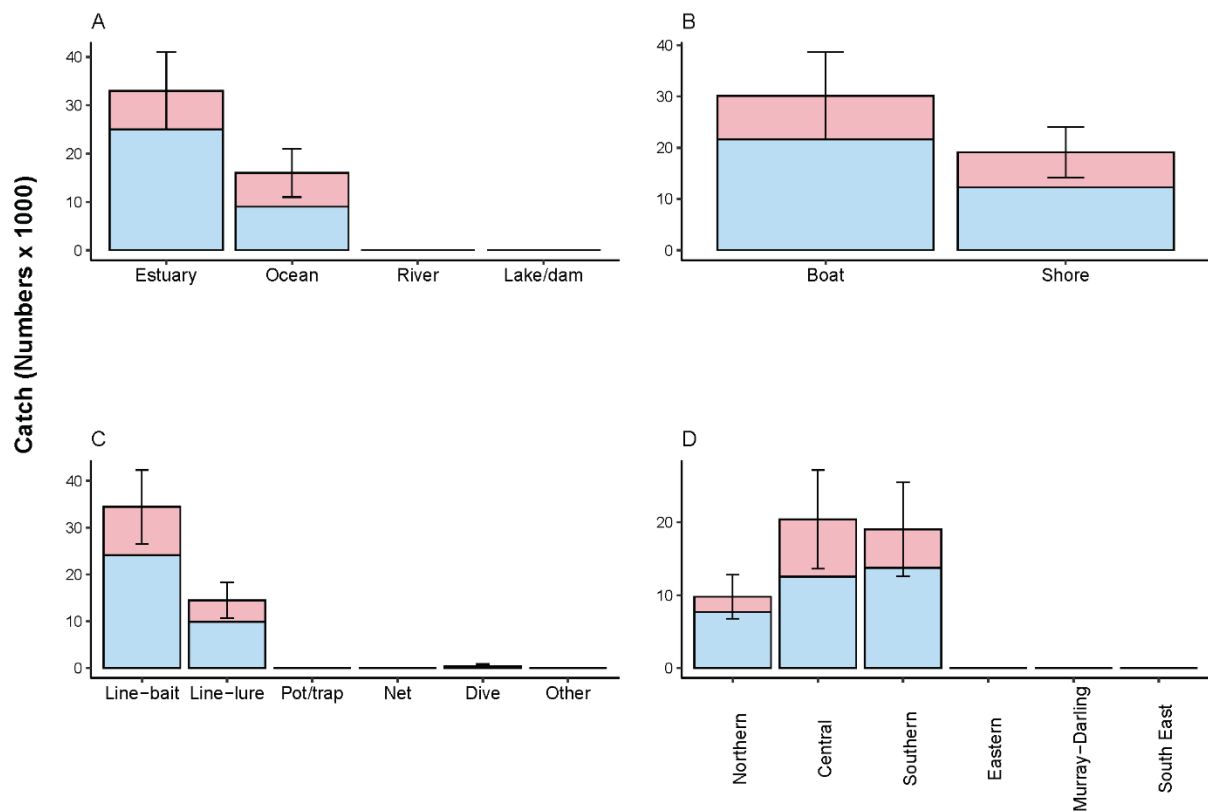 Catch (Numbers x 1000)
A
40
30
20
10
0
Estuary Ocean River Lake/dam
B
40
30
20
10
0
Boat Shore
C
40
30
20
10
0
Line-bait Line-lure Pot/trap Net Dive Other
D
20
10
0
Northern
Central
Southern
Eastern
Murray-Darling
South East